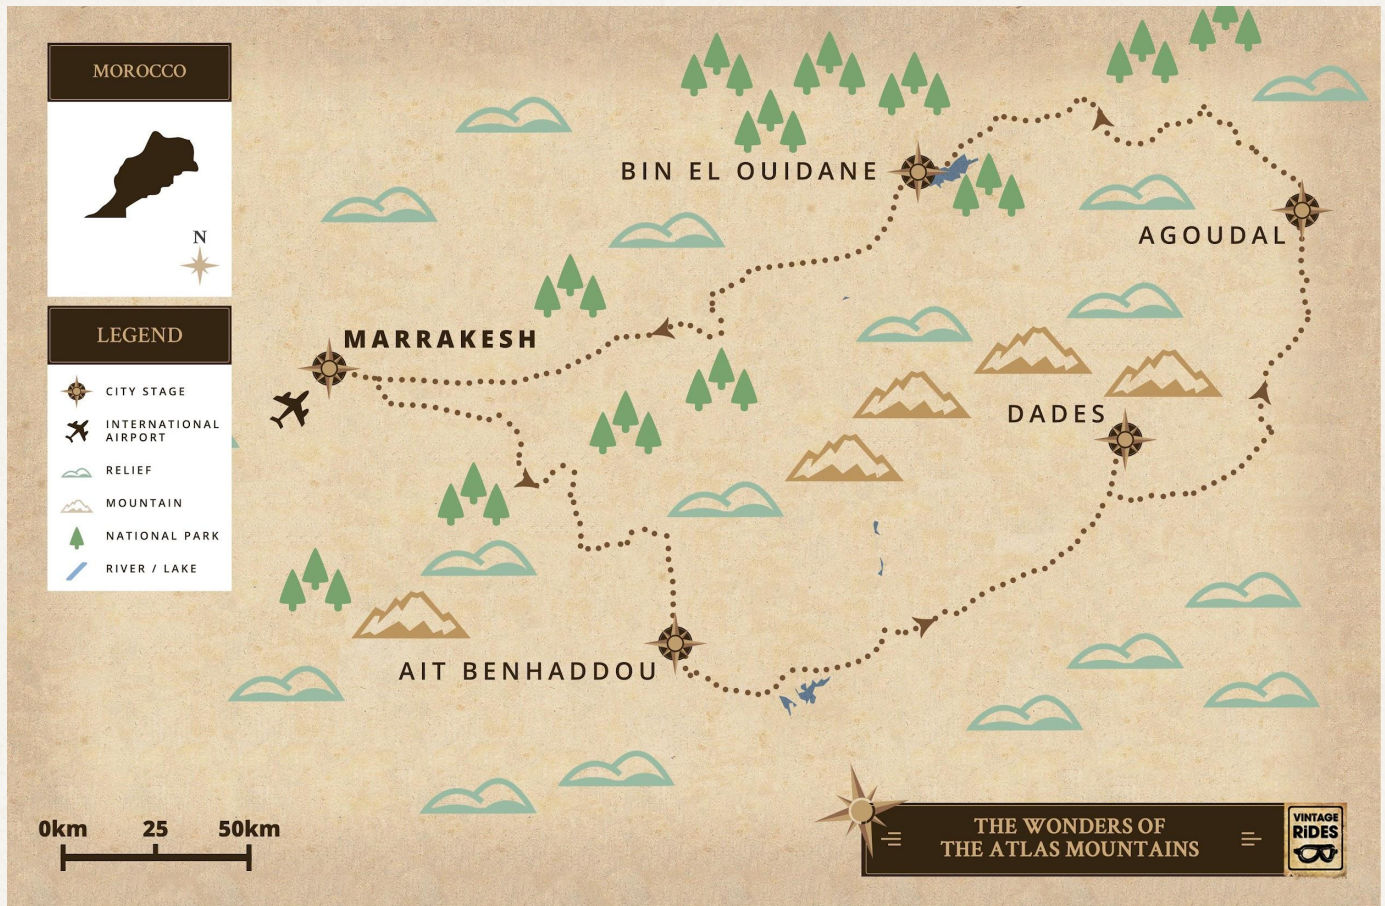 MOROCCO
N
LEGEND
CITY STAGE
INTERNATIONAL
AIRPORT
RELIEF
MOUNTAIN
NATIONAL PARK
RIVER / LAKE
BIN EL OUIDANE
AGOUDAL
MARRAKESH
DADES
AIT BENHADDOU
0km 25 50km
THE WONDERS OF
THE ATLAS MOUNTAINS
VINTAGE
RiDES